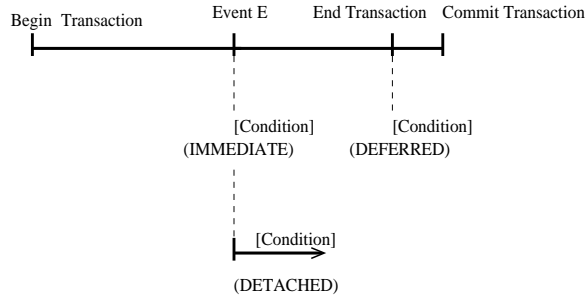 Begin Transaction
Event E
End Transaction
Commit Transaction
[Condition]
(IMMEDIATE)
[Condition]
(DEFERRED)
[Condition]
(DETACHED)